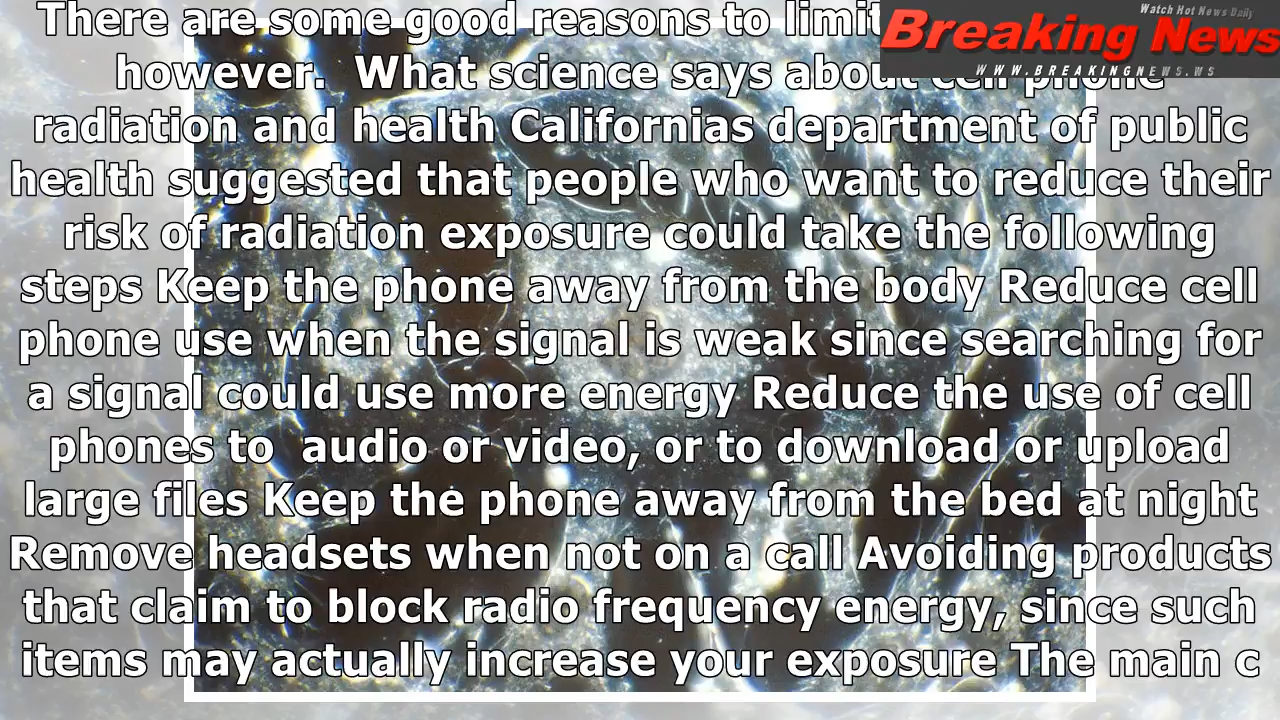 There are some good reasons to limit
Watch Hot News Daily
Breaking News
WWW.BREAKINGNEWS.WS
however.  What science says about cell phone
radiation and health Californias department of public
health suggested that people who want to reduce their
risk of radiation exposure could take the following
steps Keep the phone away from the body Reduce cell
phone use when the signal is weak since searching for
a signal could use more energy Reduce the use of cell
phones to  audio or video, or to download or upload
large files Keep the phone away from the bed at night
Remove headsets when not on a call Avoiding products
that claim to block radio frequency energy, since such
items may actually increase your exposure The main c